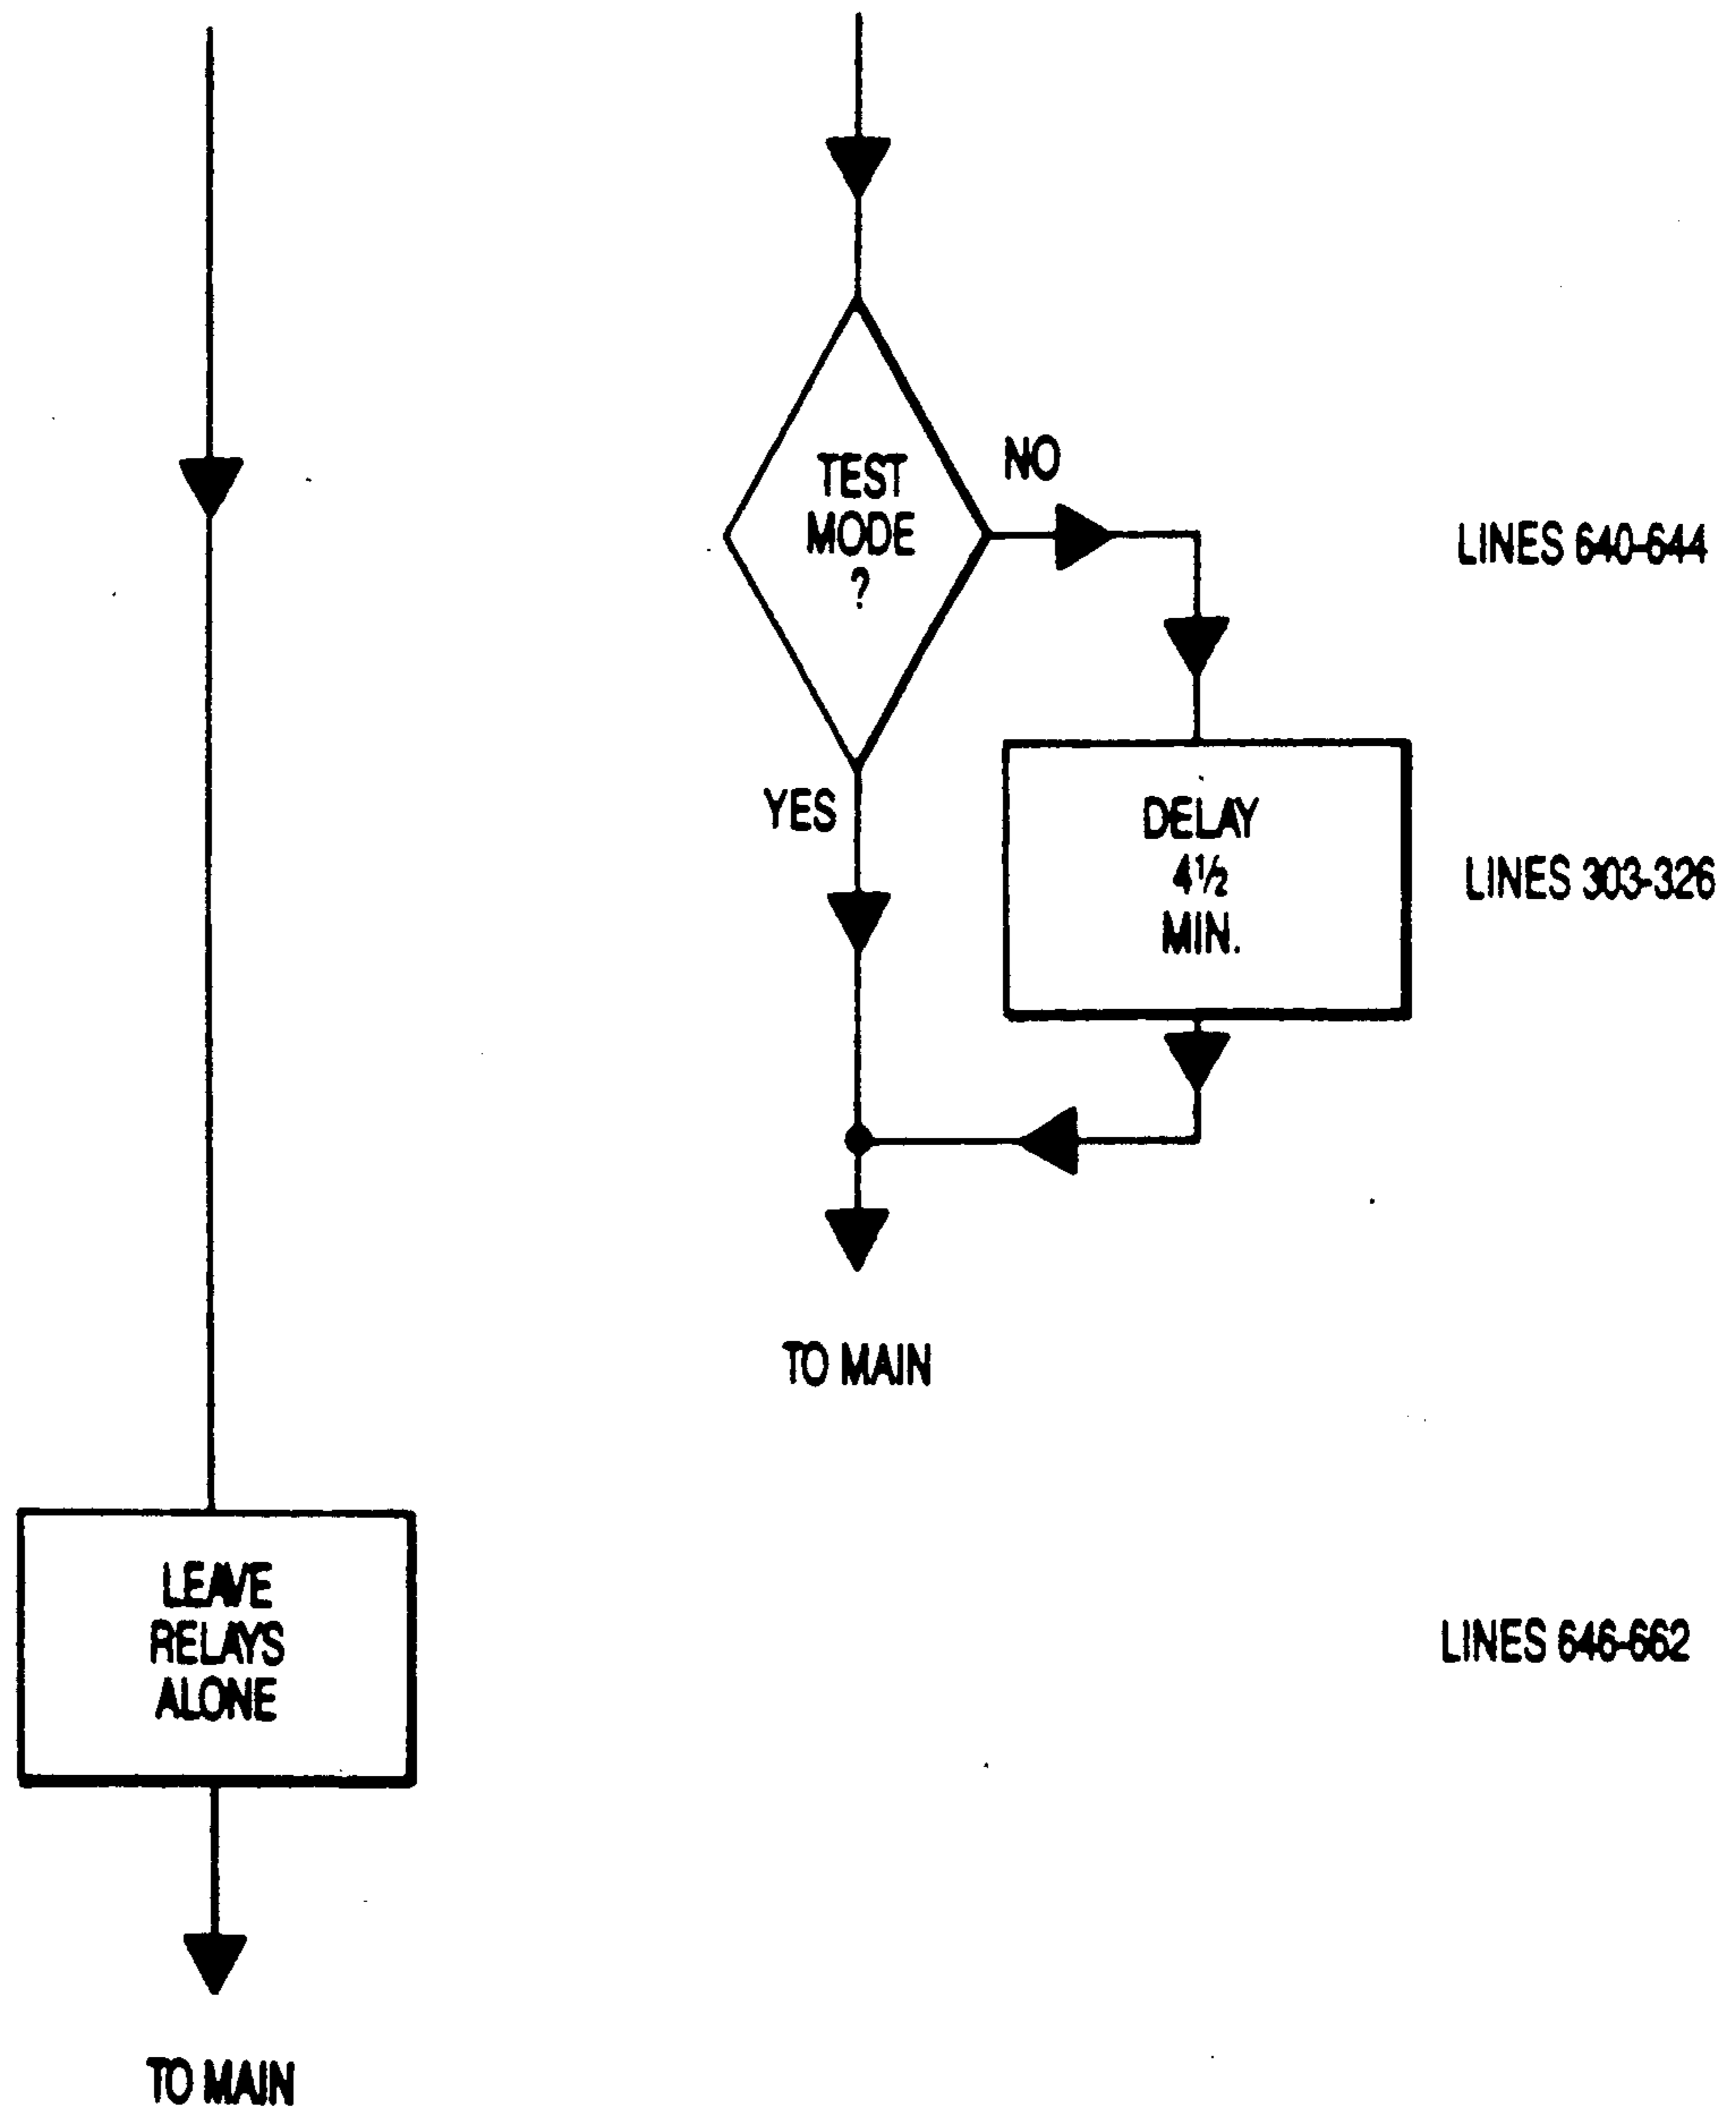 NO
TEST
MODE
?
LINES 640-644
YES
DELAY
4½
MIN.
LINES 303-326
TO MAIN
LEAVE
RELAYS
ALONE
LINES 646-662
TO MAIN